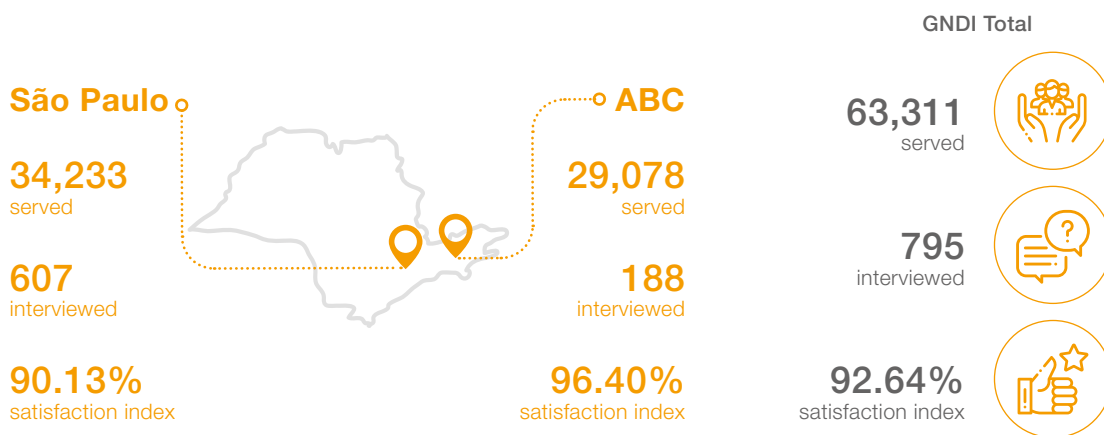 GNDI Total
São Paulo
34,233
served
607
interviewed
90.13%
satisfaction index
ABC
29,078
served
188
interviewed
96.40%
satisfaction index
63,311
served
795
interviewed
92.64%
satisfaction index
?